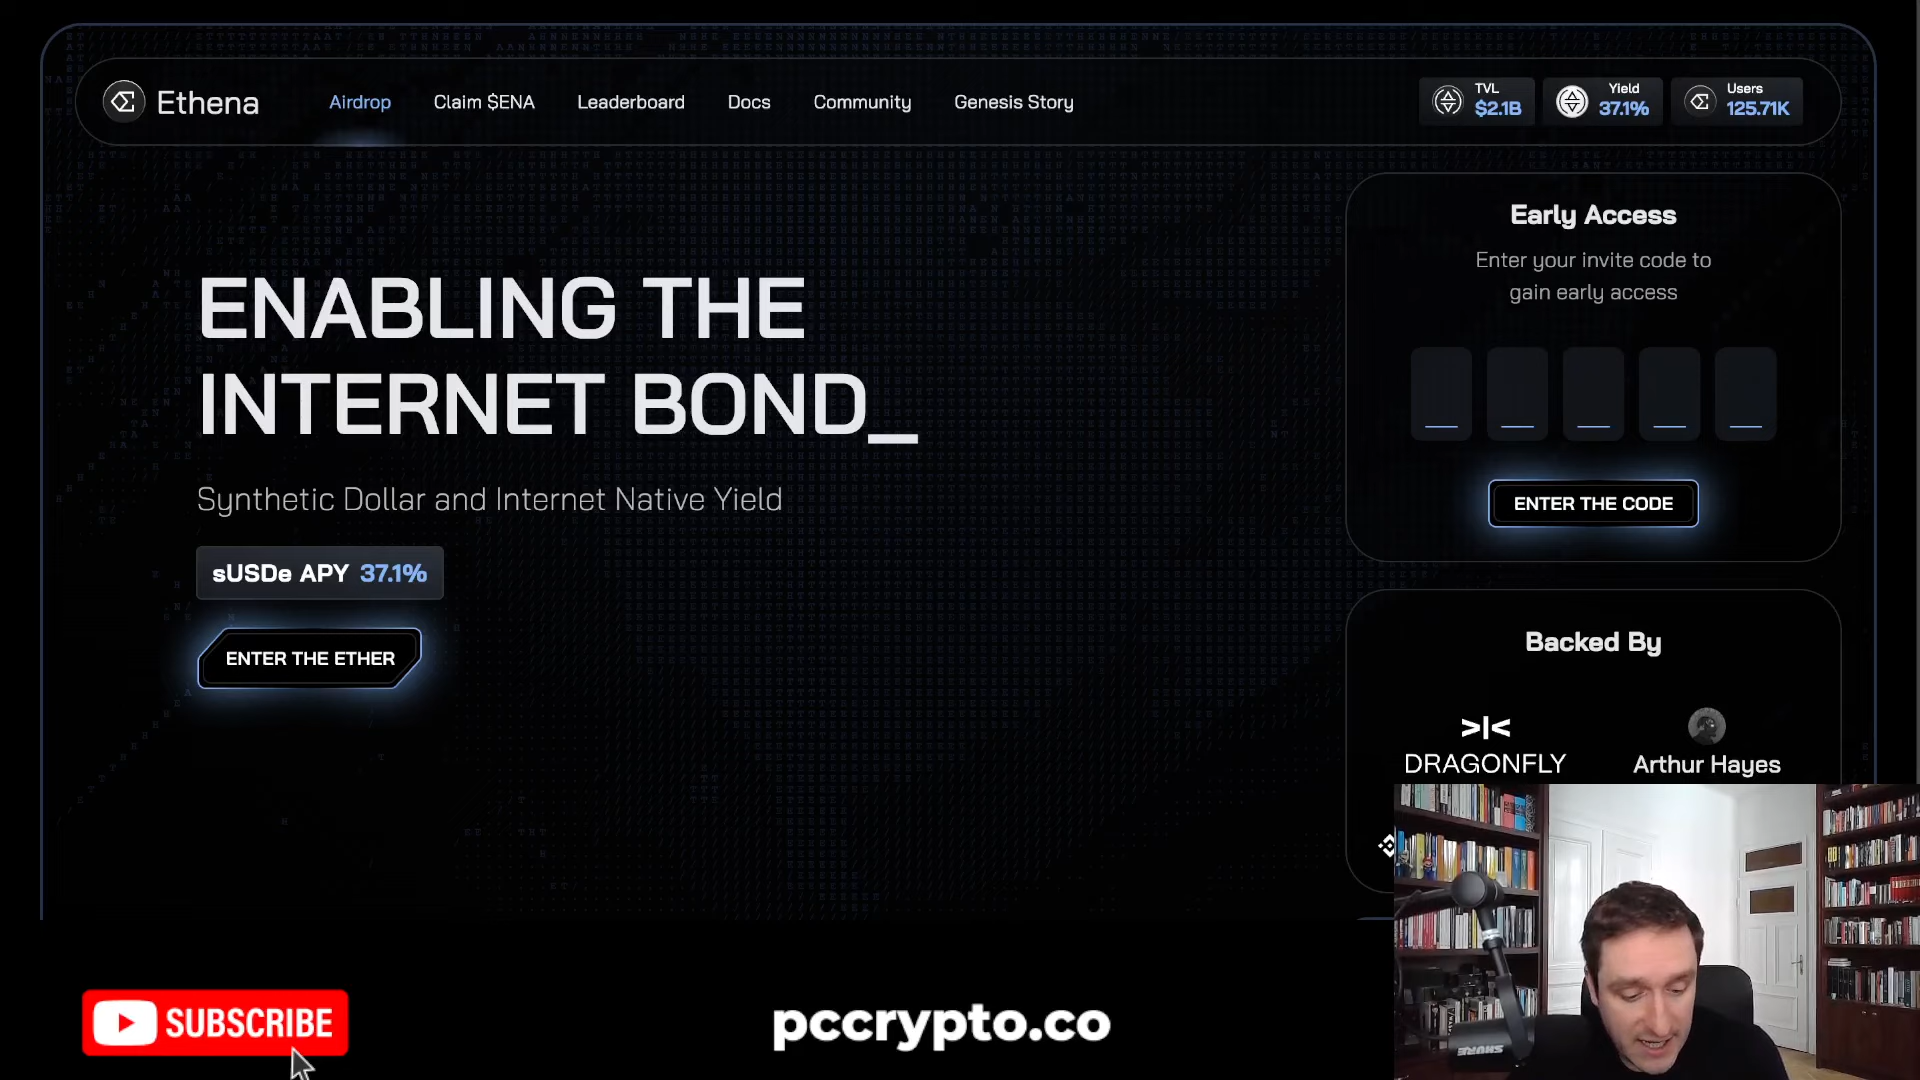 Ethena
Airdrop
Claim $ENA
Leaderboard
Docs
Community
Genesis Story
TVL
$2.1B
Yield
37.1%
Users
125.71K
ENABLING THE
INTERNET BOND_
Synthetic Dollar and Internet Native Yield
sUSDe APY 37.1%
ENTER THE ETHER
Early Access
Enter your invite code to
gain early access
ENTER THE CODE
Backed By
>|<
DRAGONFLY
Arthur Hayes
SUBSCRIBE
pccrypto.co
SHURE